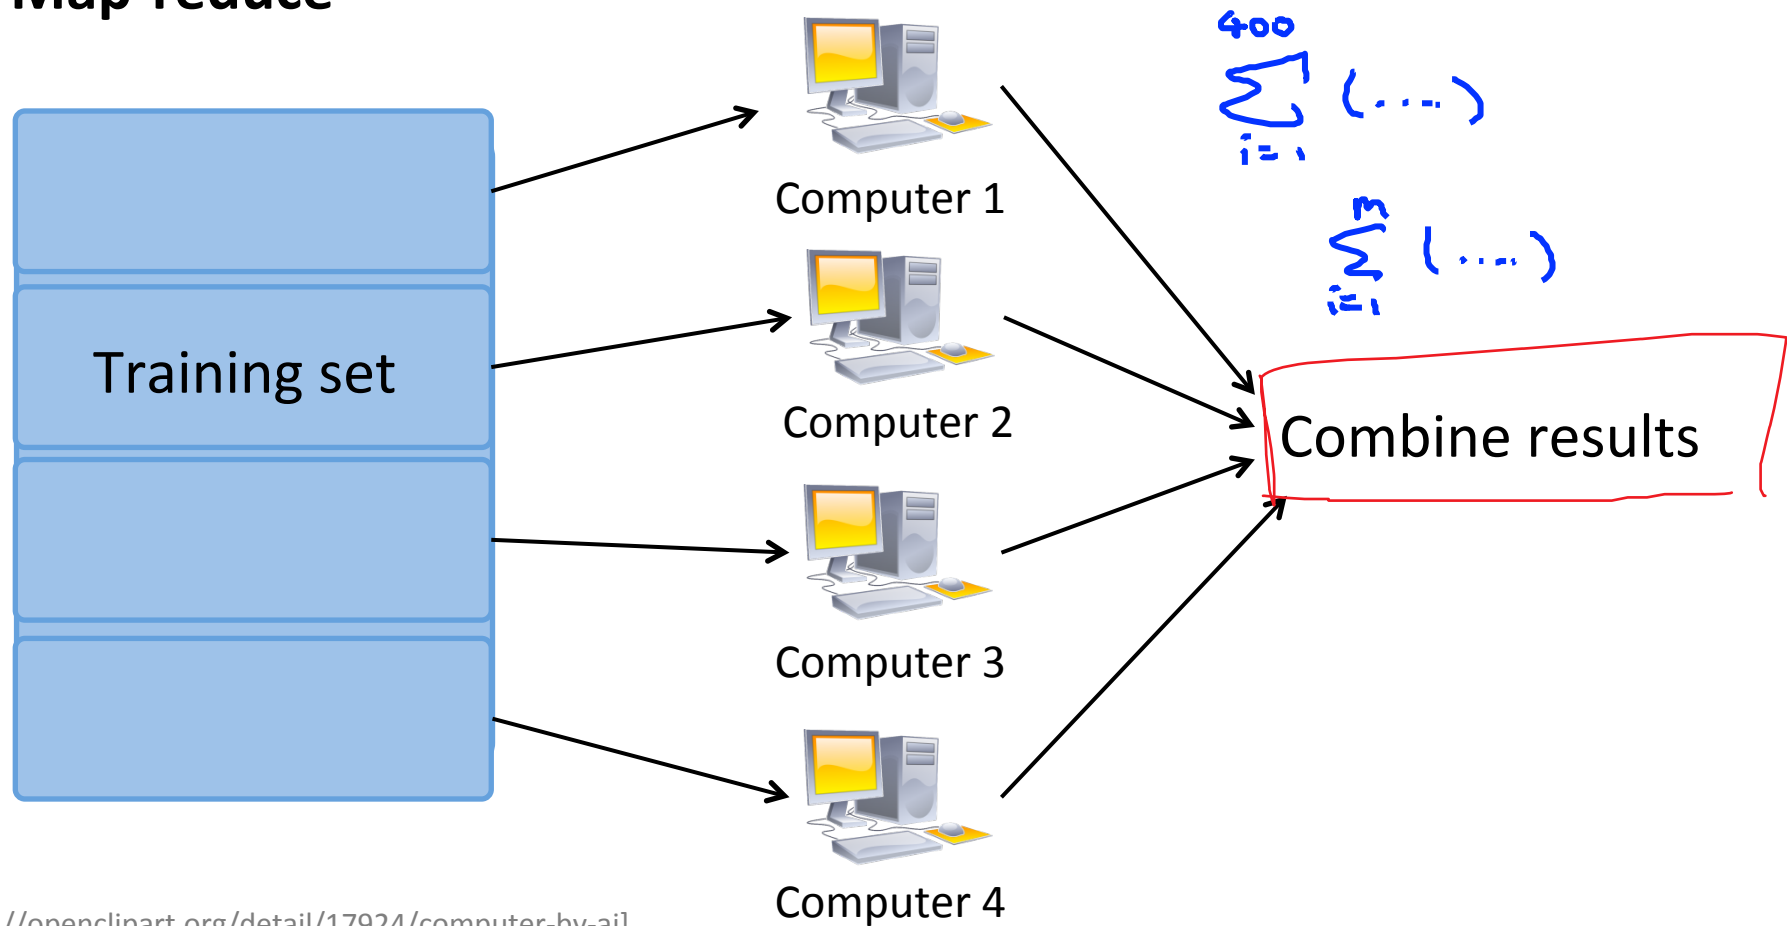 Map-reduce
400
∑ (....)
i=1
m
∑ (....)
i=1
Computer 1
Training set
Computer 2
Combine results
Computer 3
Computer 4
//openclipart.org/detail/17924/computer-by-aj]